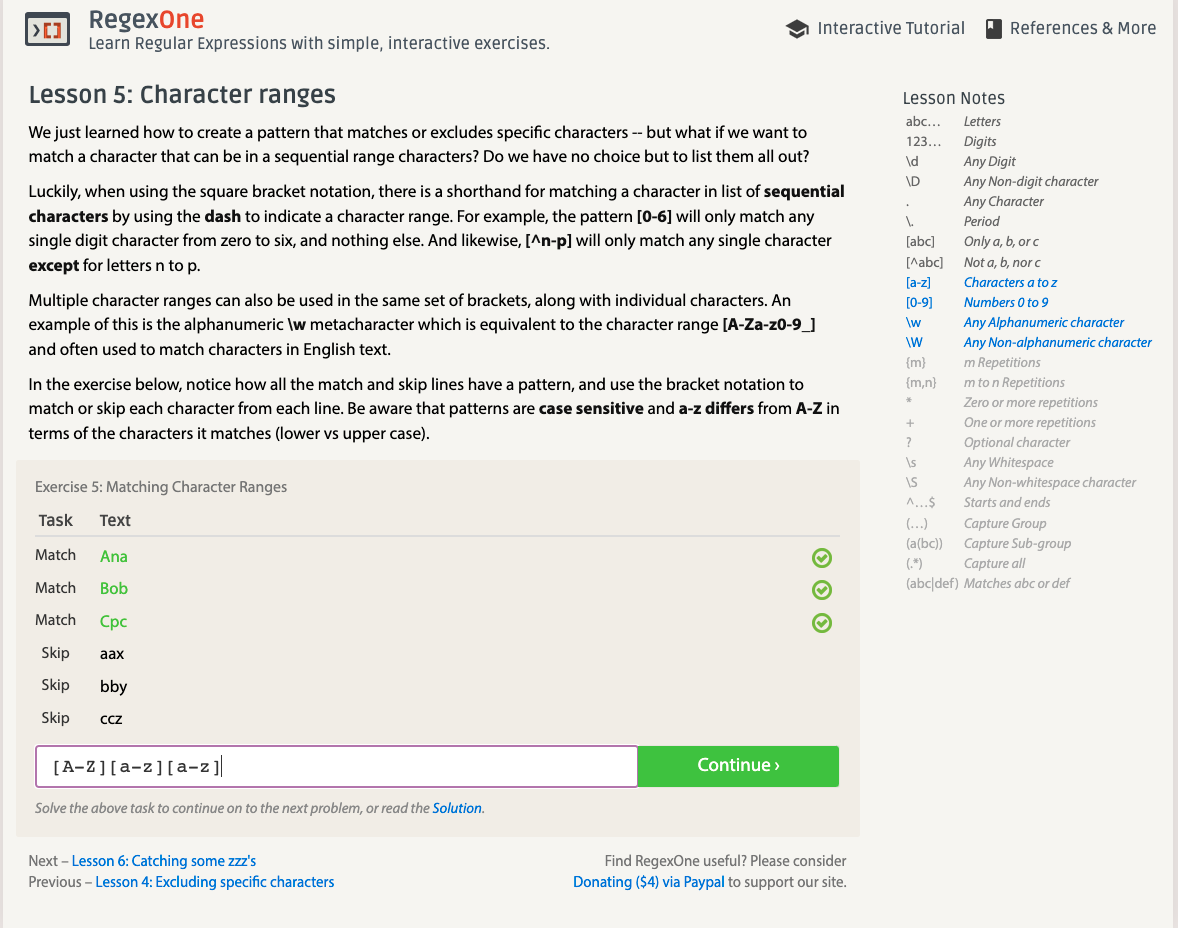 RegexOne
Learn Regular Expressions with simple, interactive exercises.
Interactive Tutorial
References & More
Lesson 5: Character ranges
We just learned how to create a pattern that matches or excludes specific characters -- but what if we want to
match a character that can be in a sequential range characters? Do we have no choice but to list them all out?
Luckily, when using the square bracket notation, there is a shorthand for matching a character in list of sequential
characters by using the dash to indicate a character range. For example, the pattern [0-6] will only match any
single digit character from zero to six, and nothing else. And likewise, [^n-p] will only match any single character
except for letters n to p.
Multiple character ranges can also be used in the same set of brackets, along with individual characters. An
example of this is the alphanumeric \w metacharacter which is equivalent to the character range [A-Za-z0-9_]
and often used to match characters in English text.
In the exercise below, notice how all the match and skip lines have a pattern, and use the bracket notation to
match or skip each character from each line. Be aware that patterns are case sensitive and a-z differs from A-Z in
terms of the characters it matches (lower vs upper case).
Exercise 5: Matching Character Ranges
Task Text
Match Ana
Match Bob
Match Cpc
Skip aax
Skip bby
Skip ccz
[A-Z][a-z][a-z]
Continue ›
Solve the above task to continue on to the next problem, or read the Solution.
Next – Lesson 6: Catching some zzz's
Previous – Lesson 4: Excluding specific characters
Find RegexOne useful? Please consider
Donating ($4) via Paypal to support our site.
Lesson Notes
abc… Letters
123… Digits
\d Any Digit
\D Any Non-digit character
. Any Character
\. Period
[abc] Only a, b, or c
[^abc] Not a, b, nor c
[a-z] Characters a to z
[0-9] Numbers 0 to 9
\w Any Alphanumeric character
\W Any Non-alphanumeric character
{m} m Repetitions
{m,n} m to n Repetitions
* Zero or more repetitions
+ One or more repetitions
? Optional character
\s Any Whitespace
\S Any Non-whitespace character
^…$ Starts and ends
(…) Capture Group
(a(bc)) Capture Sub-group
(.*) Capture all
(abc|def) Matches abc or def